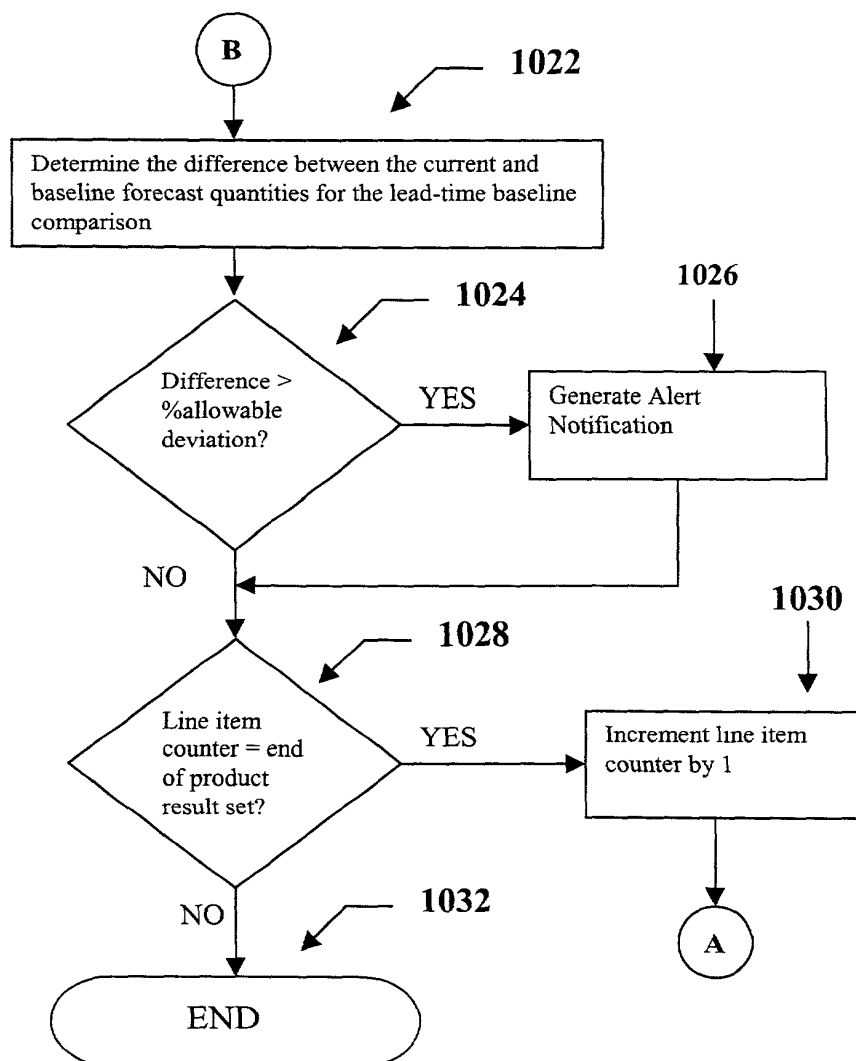 B
1022
Determine the difference between the current and
baseline forecast quantities for the lead-time baseline
comparison
1024
1026
Difference >
%allowable
deviation?
YES
Generate Alert
Notification
NO
1030
1028
Line item
counter = end
of product
result set?
YES
Increment line item
counter by 1
NO
1032
A
END